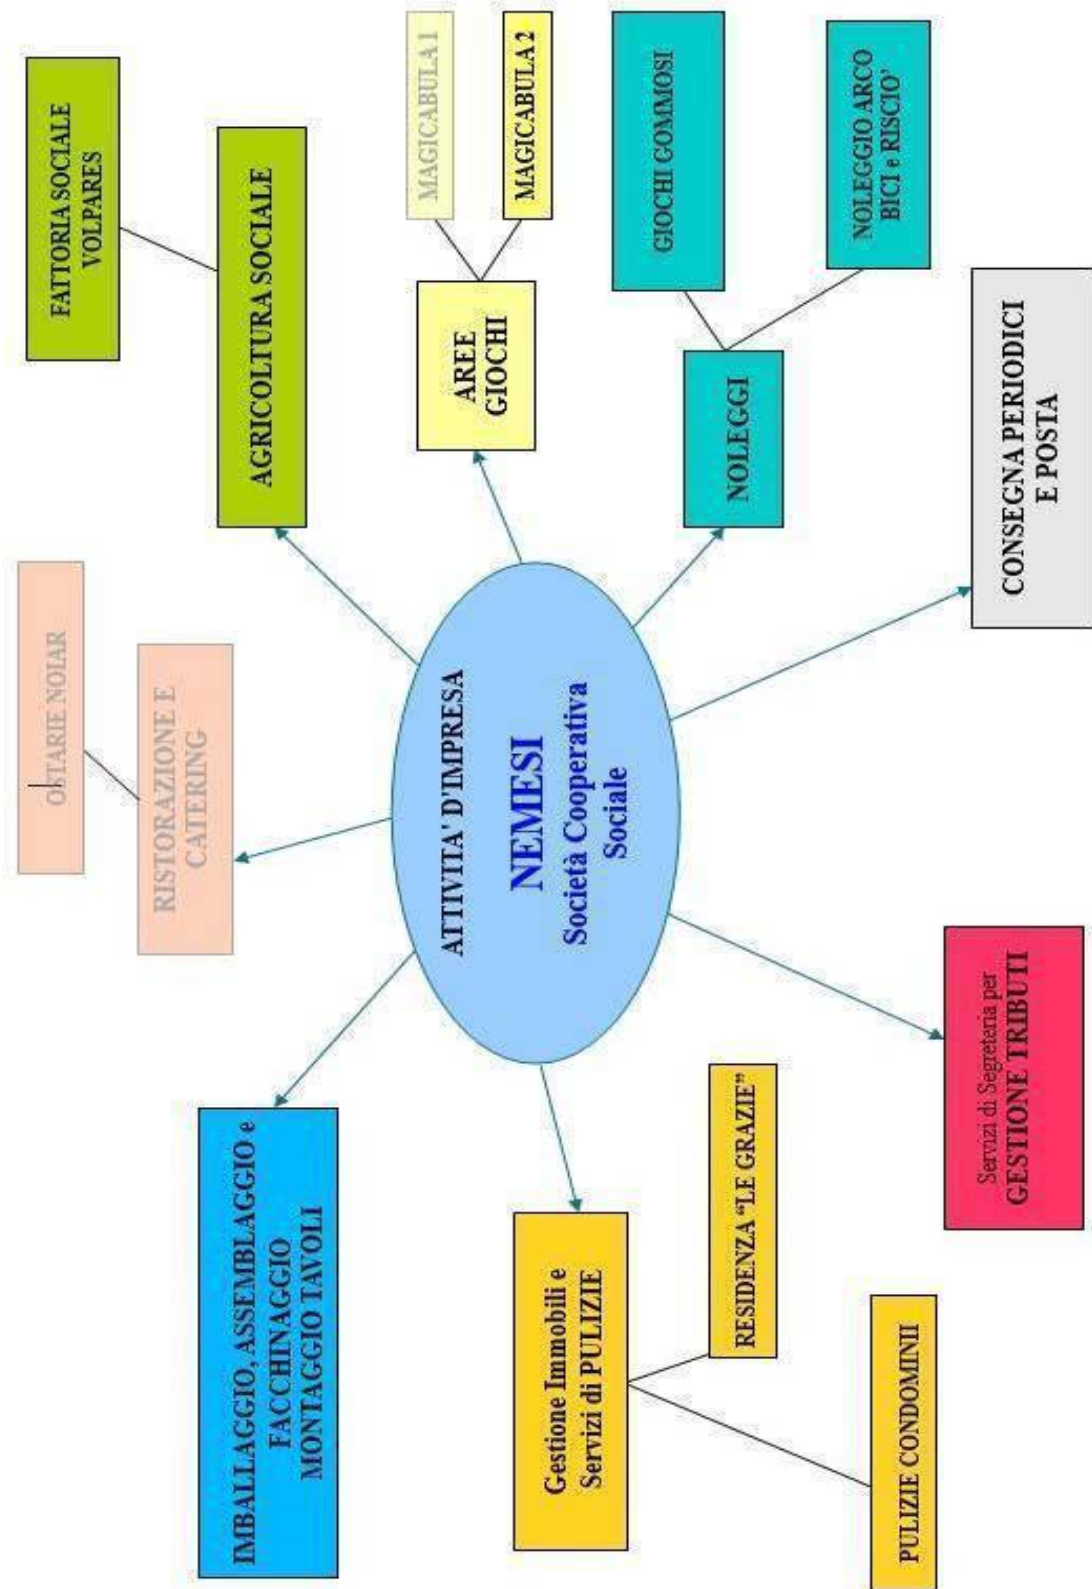 OSTARIE NOIAR
FATTORIA SOCIALE
VOLPARES
RISTORAZIONE E
CATERING
IMBALLAGGIO, ASSEMBLAGGIO e
FACCHINAGGIO
MONTAGGIO TAVOLI
AGRICOLTURA SOCIALE
ATTIVITA' D'IMPRESA
NEMESI
Società Cooperativa
Sociale
AREE
GIOCHI
MAGICABULA 1
MAGICABULA 2
Gestione Immobili e
Servizi di PULIZIE
NOLEGGI
GIOCHI GOMMOSI
NOLEGGIO ARCO
BICI e RISCIO'
RESIDENZA “LE GRAZIE”
PULIZIE CONDOMINII
Servizi di Segreteria per
GESTIONE TRIBUTI
CONSEGNA PERIODICI
E POSTA